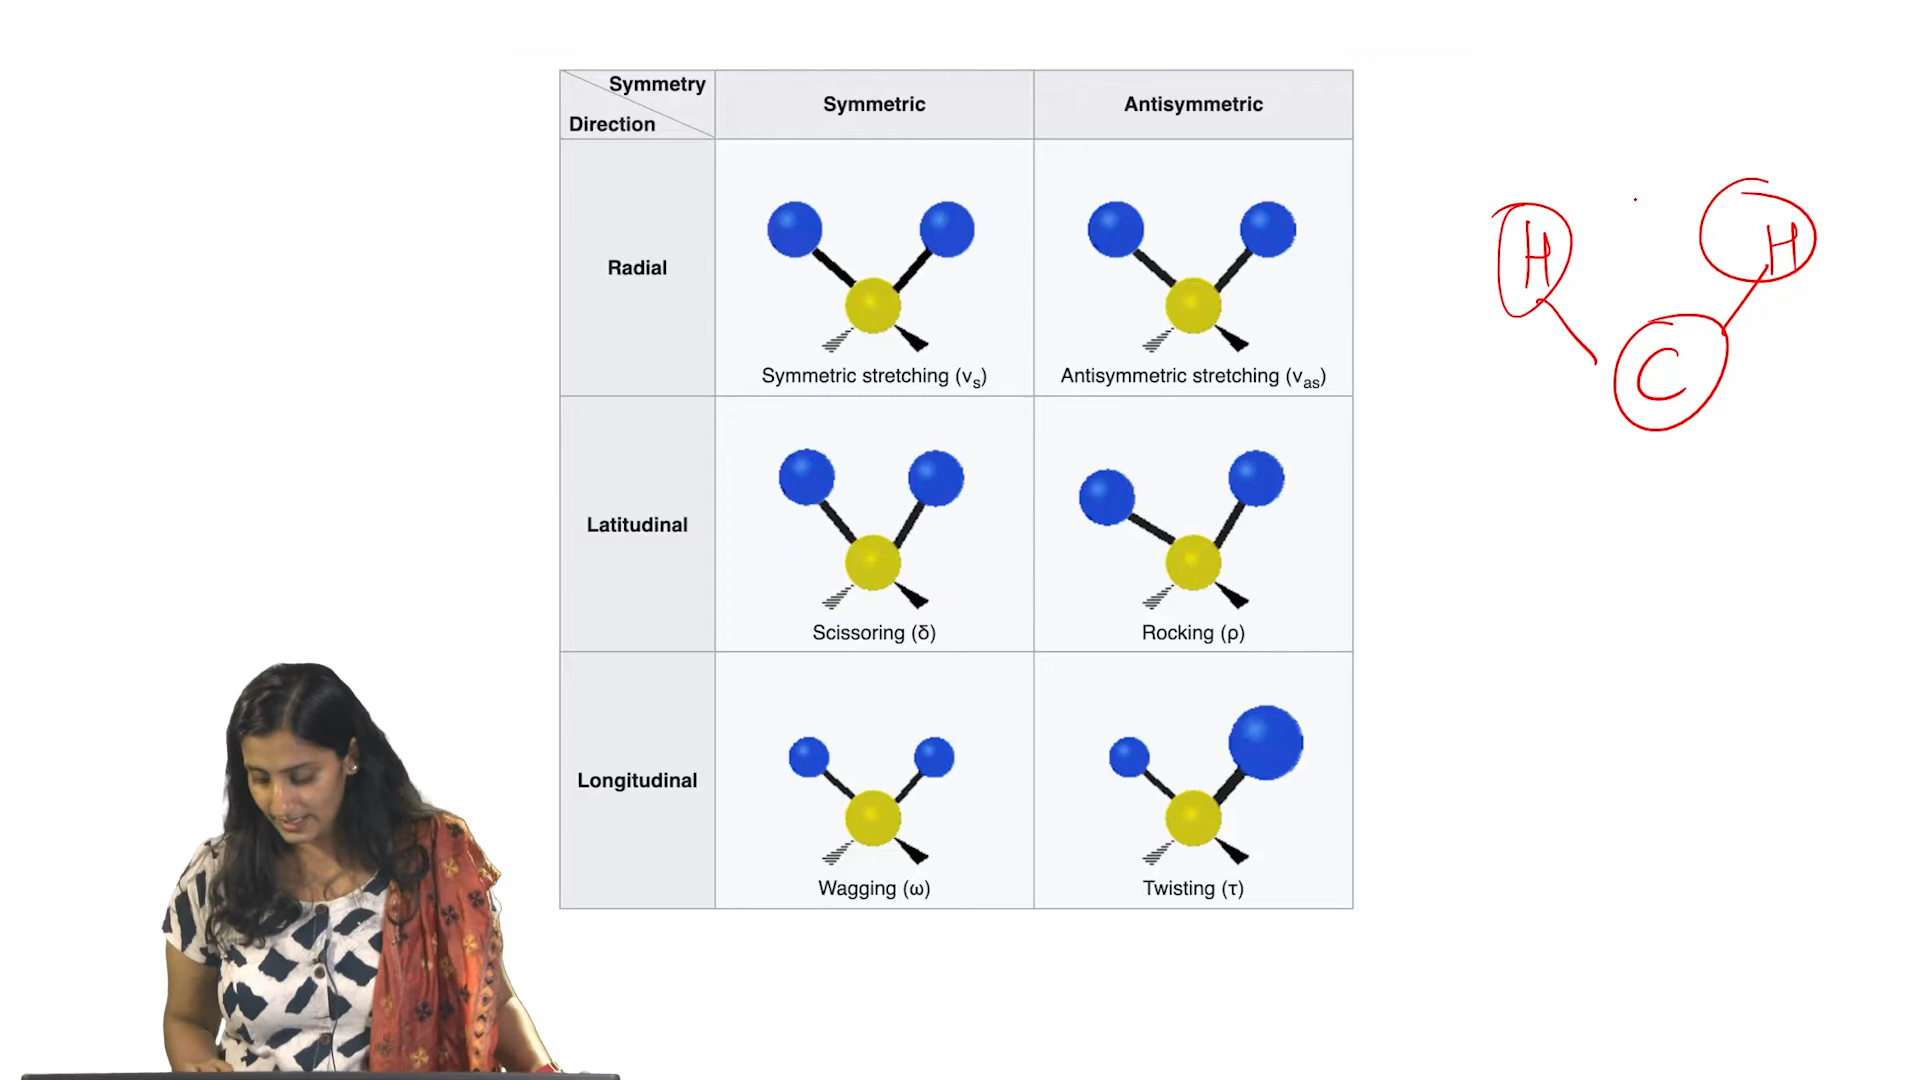 Symmetry
Direction
Symmetric
Antisymmetric
Radial
Symmetric stretching (νs)
Antisymmetric stretching (νas)
Latitudinal
Scissoring (δ)
Rocking (ρ)
Longitudinal
Wagging (ω)
Twisting (τ)
H
H
C